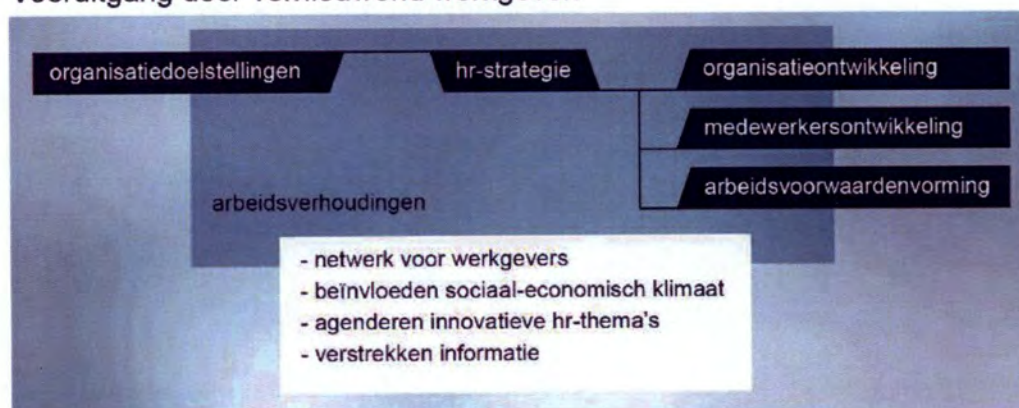 organisatiedoelstellingen
hr-strategie
organisatieontwikkeling
medewerkersontwikkeling
arbeidsvoorwaardenvorming
arbeidsverhoudingen
- netwerk voor werkgevers
- beïnvloeden sociaal-economisch klimaat
- agenderen innovatieve hr-thema's
- verstrekken informatie